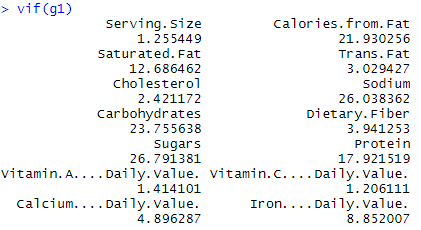 > vif(g1)
Serving.Size Calories.from.Fat
1.255449 21.930256
Saturated.Fat Trans.Fat
12.686462 3.029427
Cholesterol Sodium
2.421172 26.038362
Carbohydrates Dietary.Fiber
23.755638 3.941253
Sugars Protein
26.791381 17.921519
Vitamin.A....Daily.Value. Vitamin.C....Daily.Value.
1.414101 1.206111
Calcium....Daily.Value. Iron....Daily.Value.
4.896287 8.852007